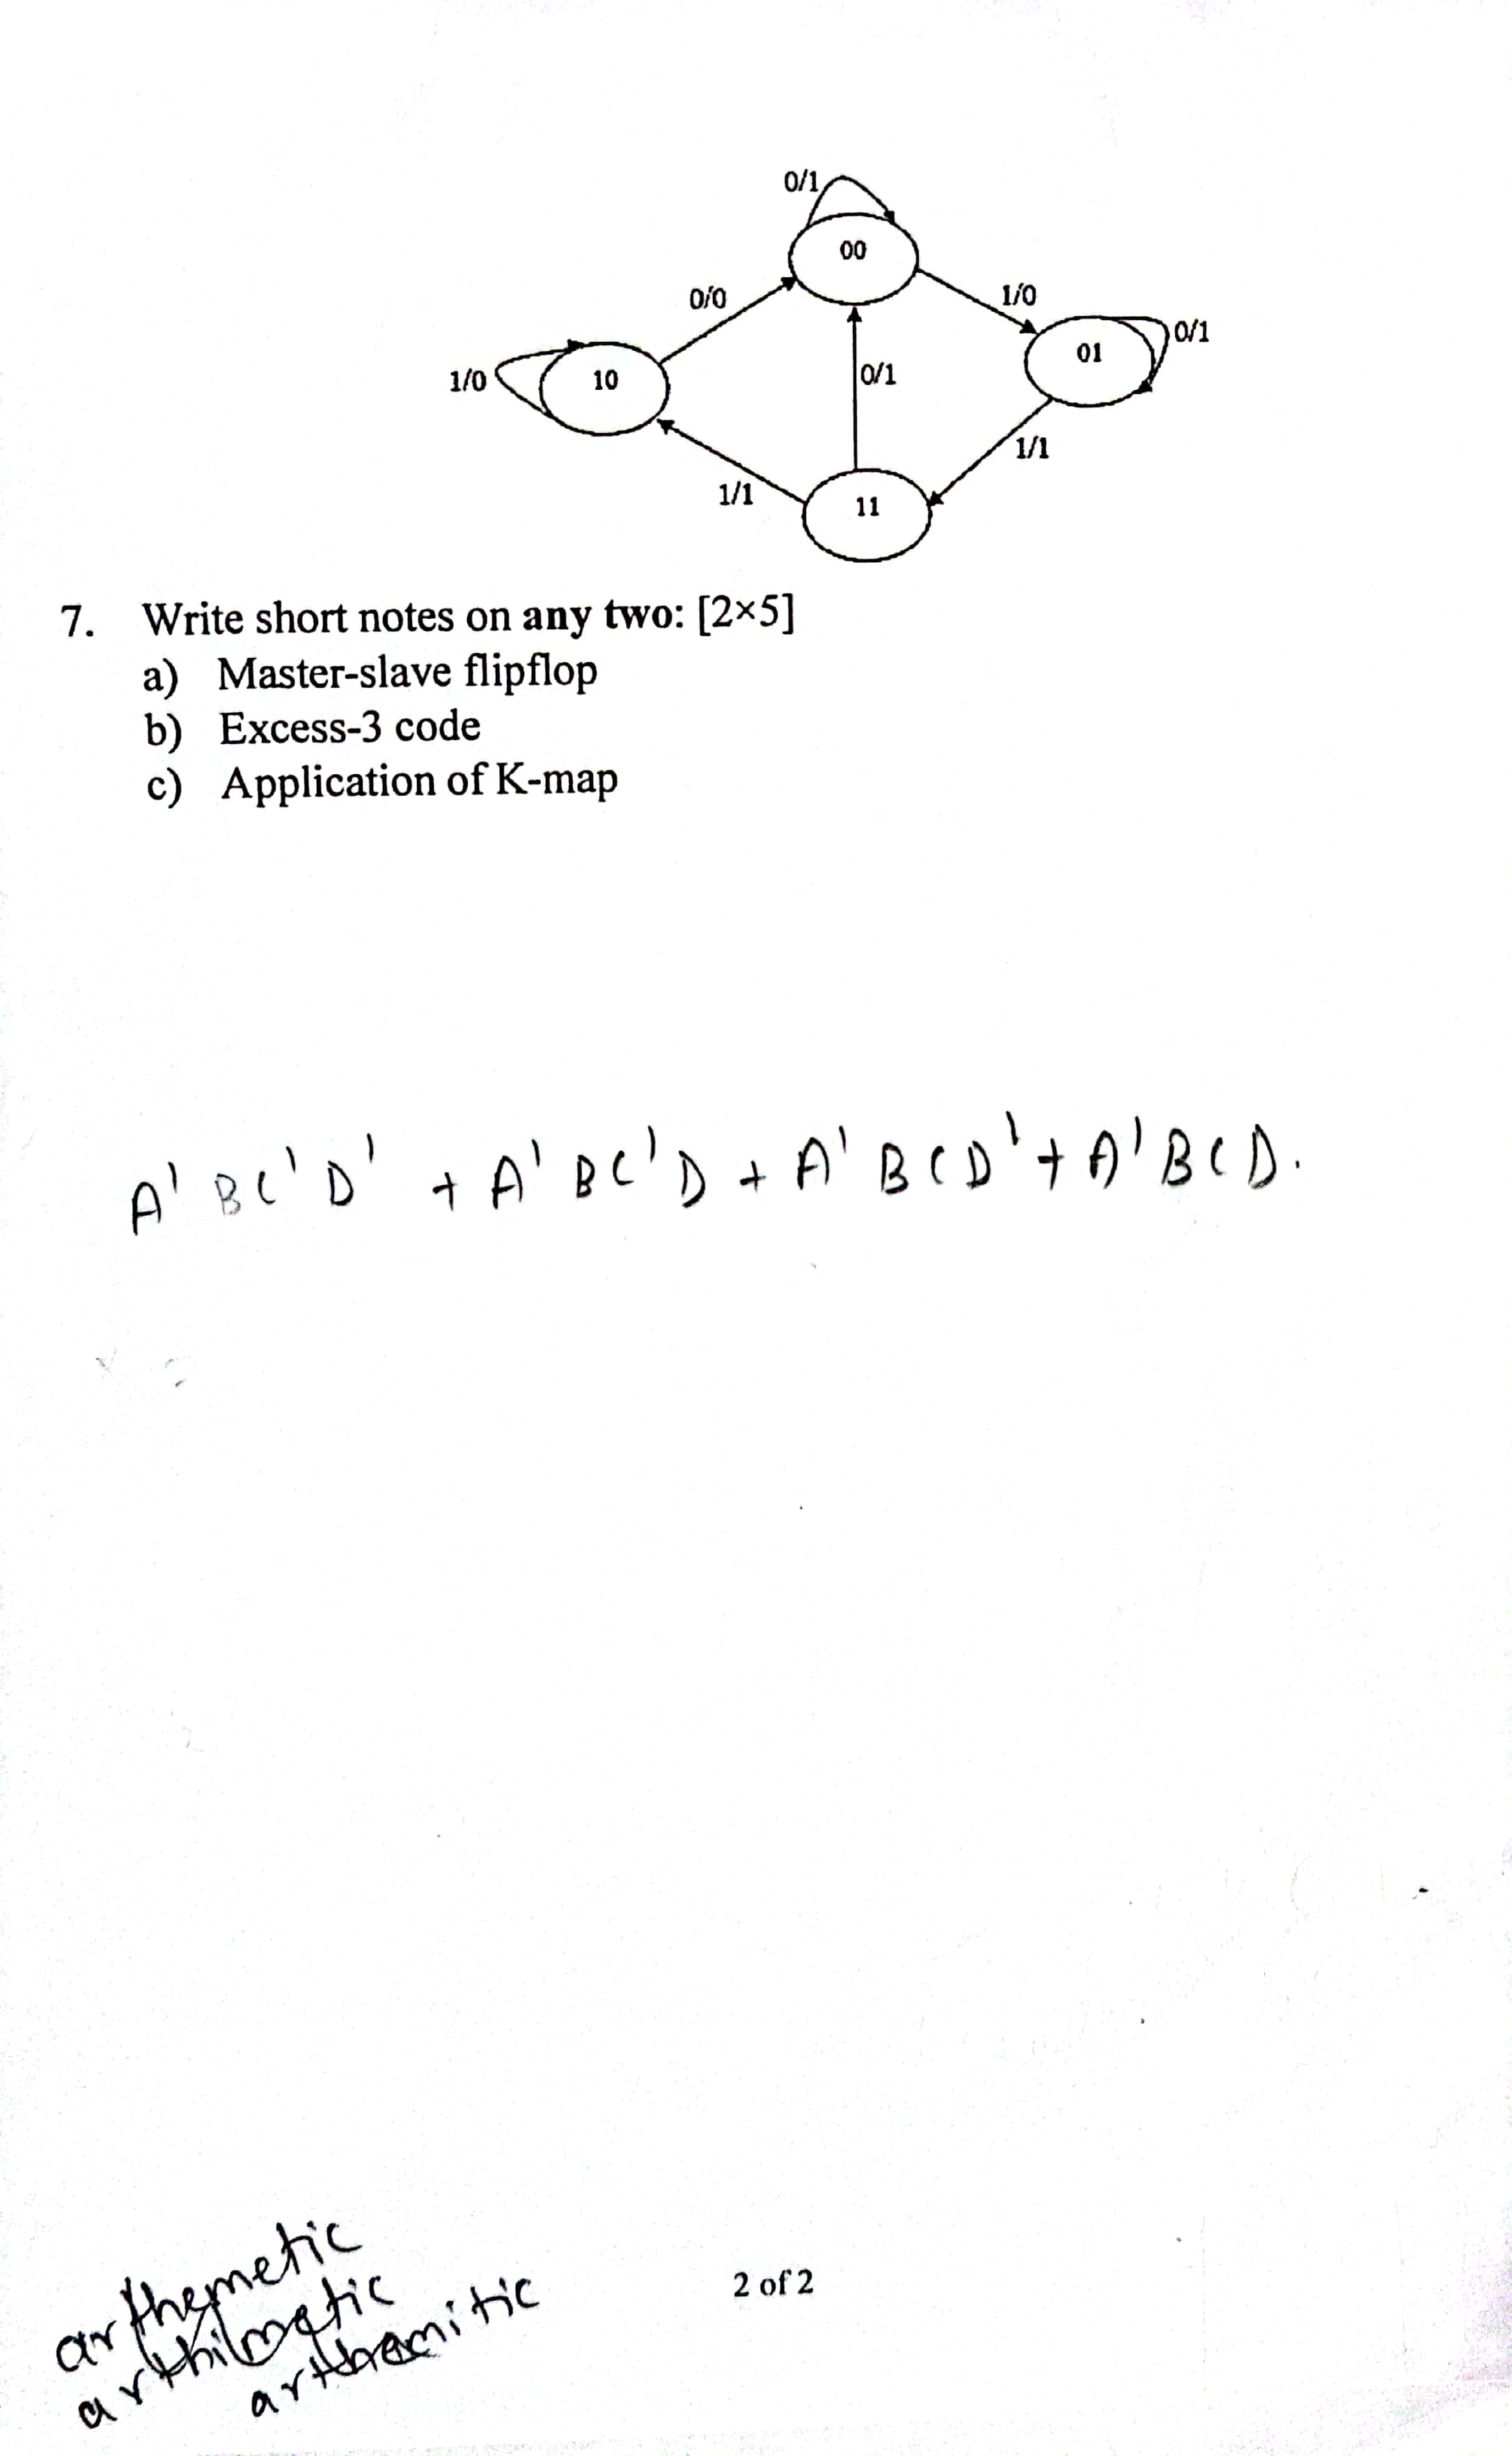 0/1
00
0/0
1/0
0/1
01
1/0
10
0/1
1/1
1/1
11
7. Write short notes on any two: [2×5]
a) Master-slave flipflop
b) Excess-3 code
c) Application of K-map
A' BC' D' + A' BC' D + A' BCD' + A' BCD.
arthemetic
arthimatic
arthamitic
2 of 2